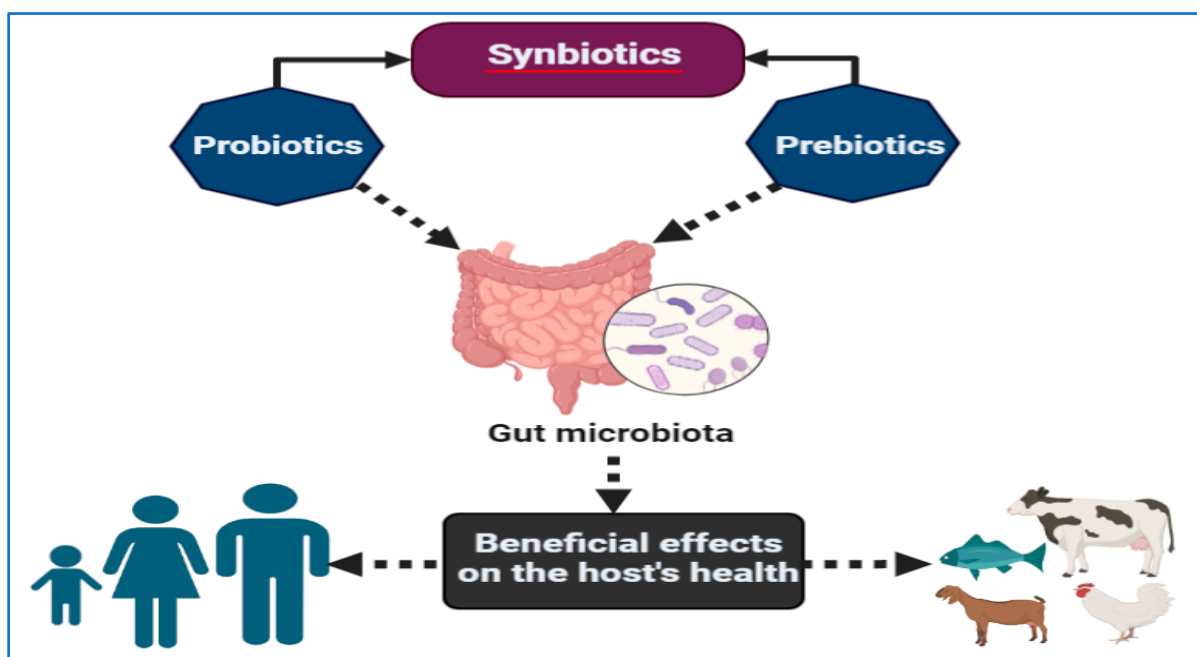 Synbiotics
Probiotics
Prebiotics
Gut microbiota
Beneficial effects
on the host's health